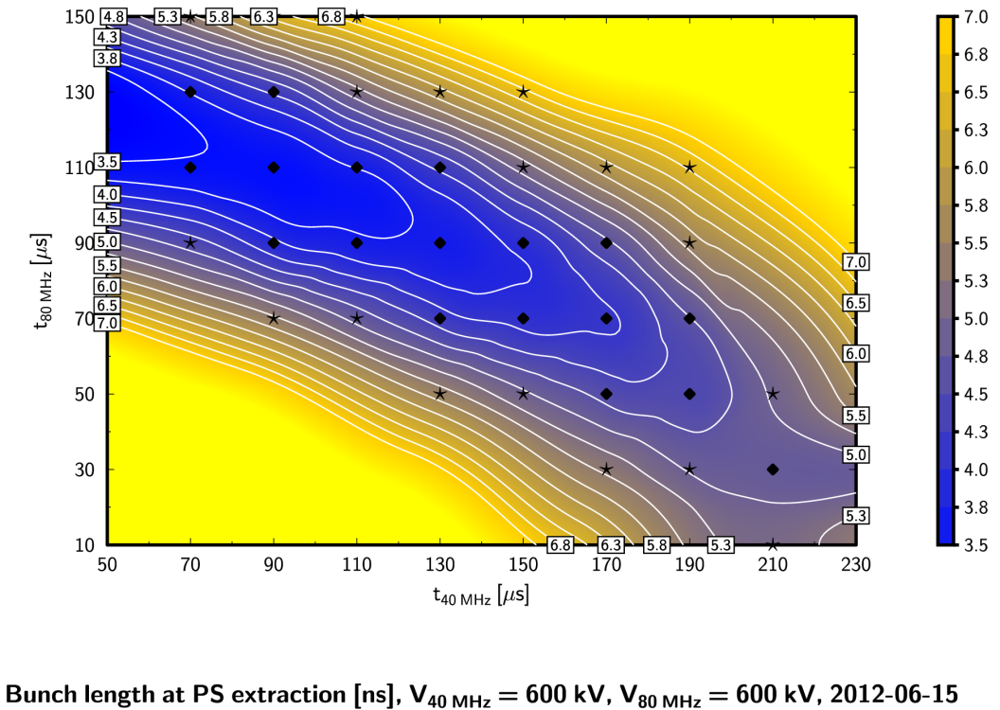 4.8 5.3 5.8 6.3 6.8
150 7.0
4.3 6.8
3.8
130 6.5
6.3
110 3.5 6.0
4.0 5.8
4.5
90 5.0 5.5
5.5 7.0 5.3
6.0
6.5 6.5 5.0
70 7.0
6.0 4.8
50 4.5
5.5
5.0 4.3
30 4.0
5.3 3.8
10 6.8 6.3 5.8 5.3 3.5
t80 MHz [μs]
50 70 90 110 130 150 170 190 210 230
t40 MHz [μs]
Bunch length at PS extraction [ns], V40 MHz = 600 kV, V80 MHz = 600 kV, 2012-06-15